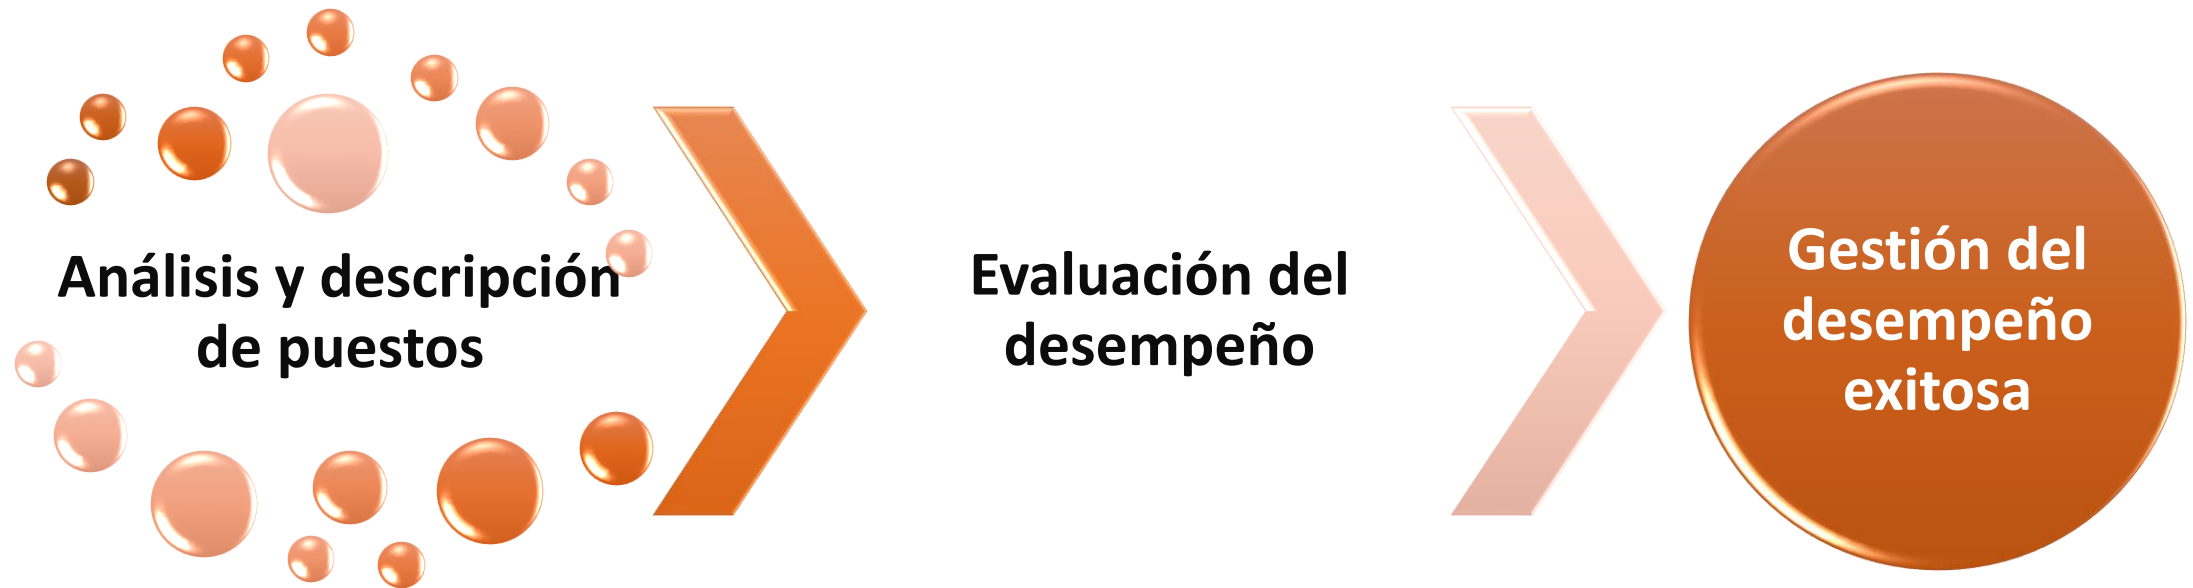 Análisis y descripción
de puestos
Evaluación del
desempeño
Gestión del
desempeño
exitosa